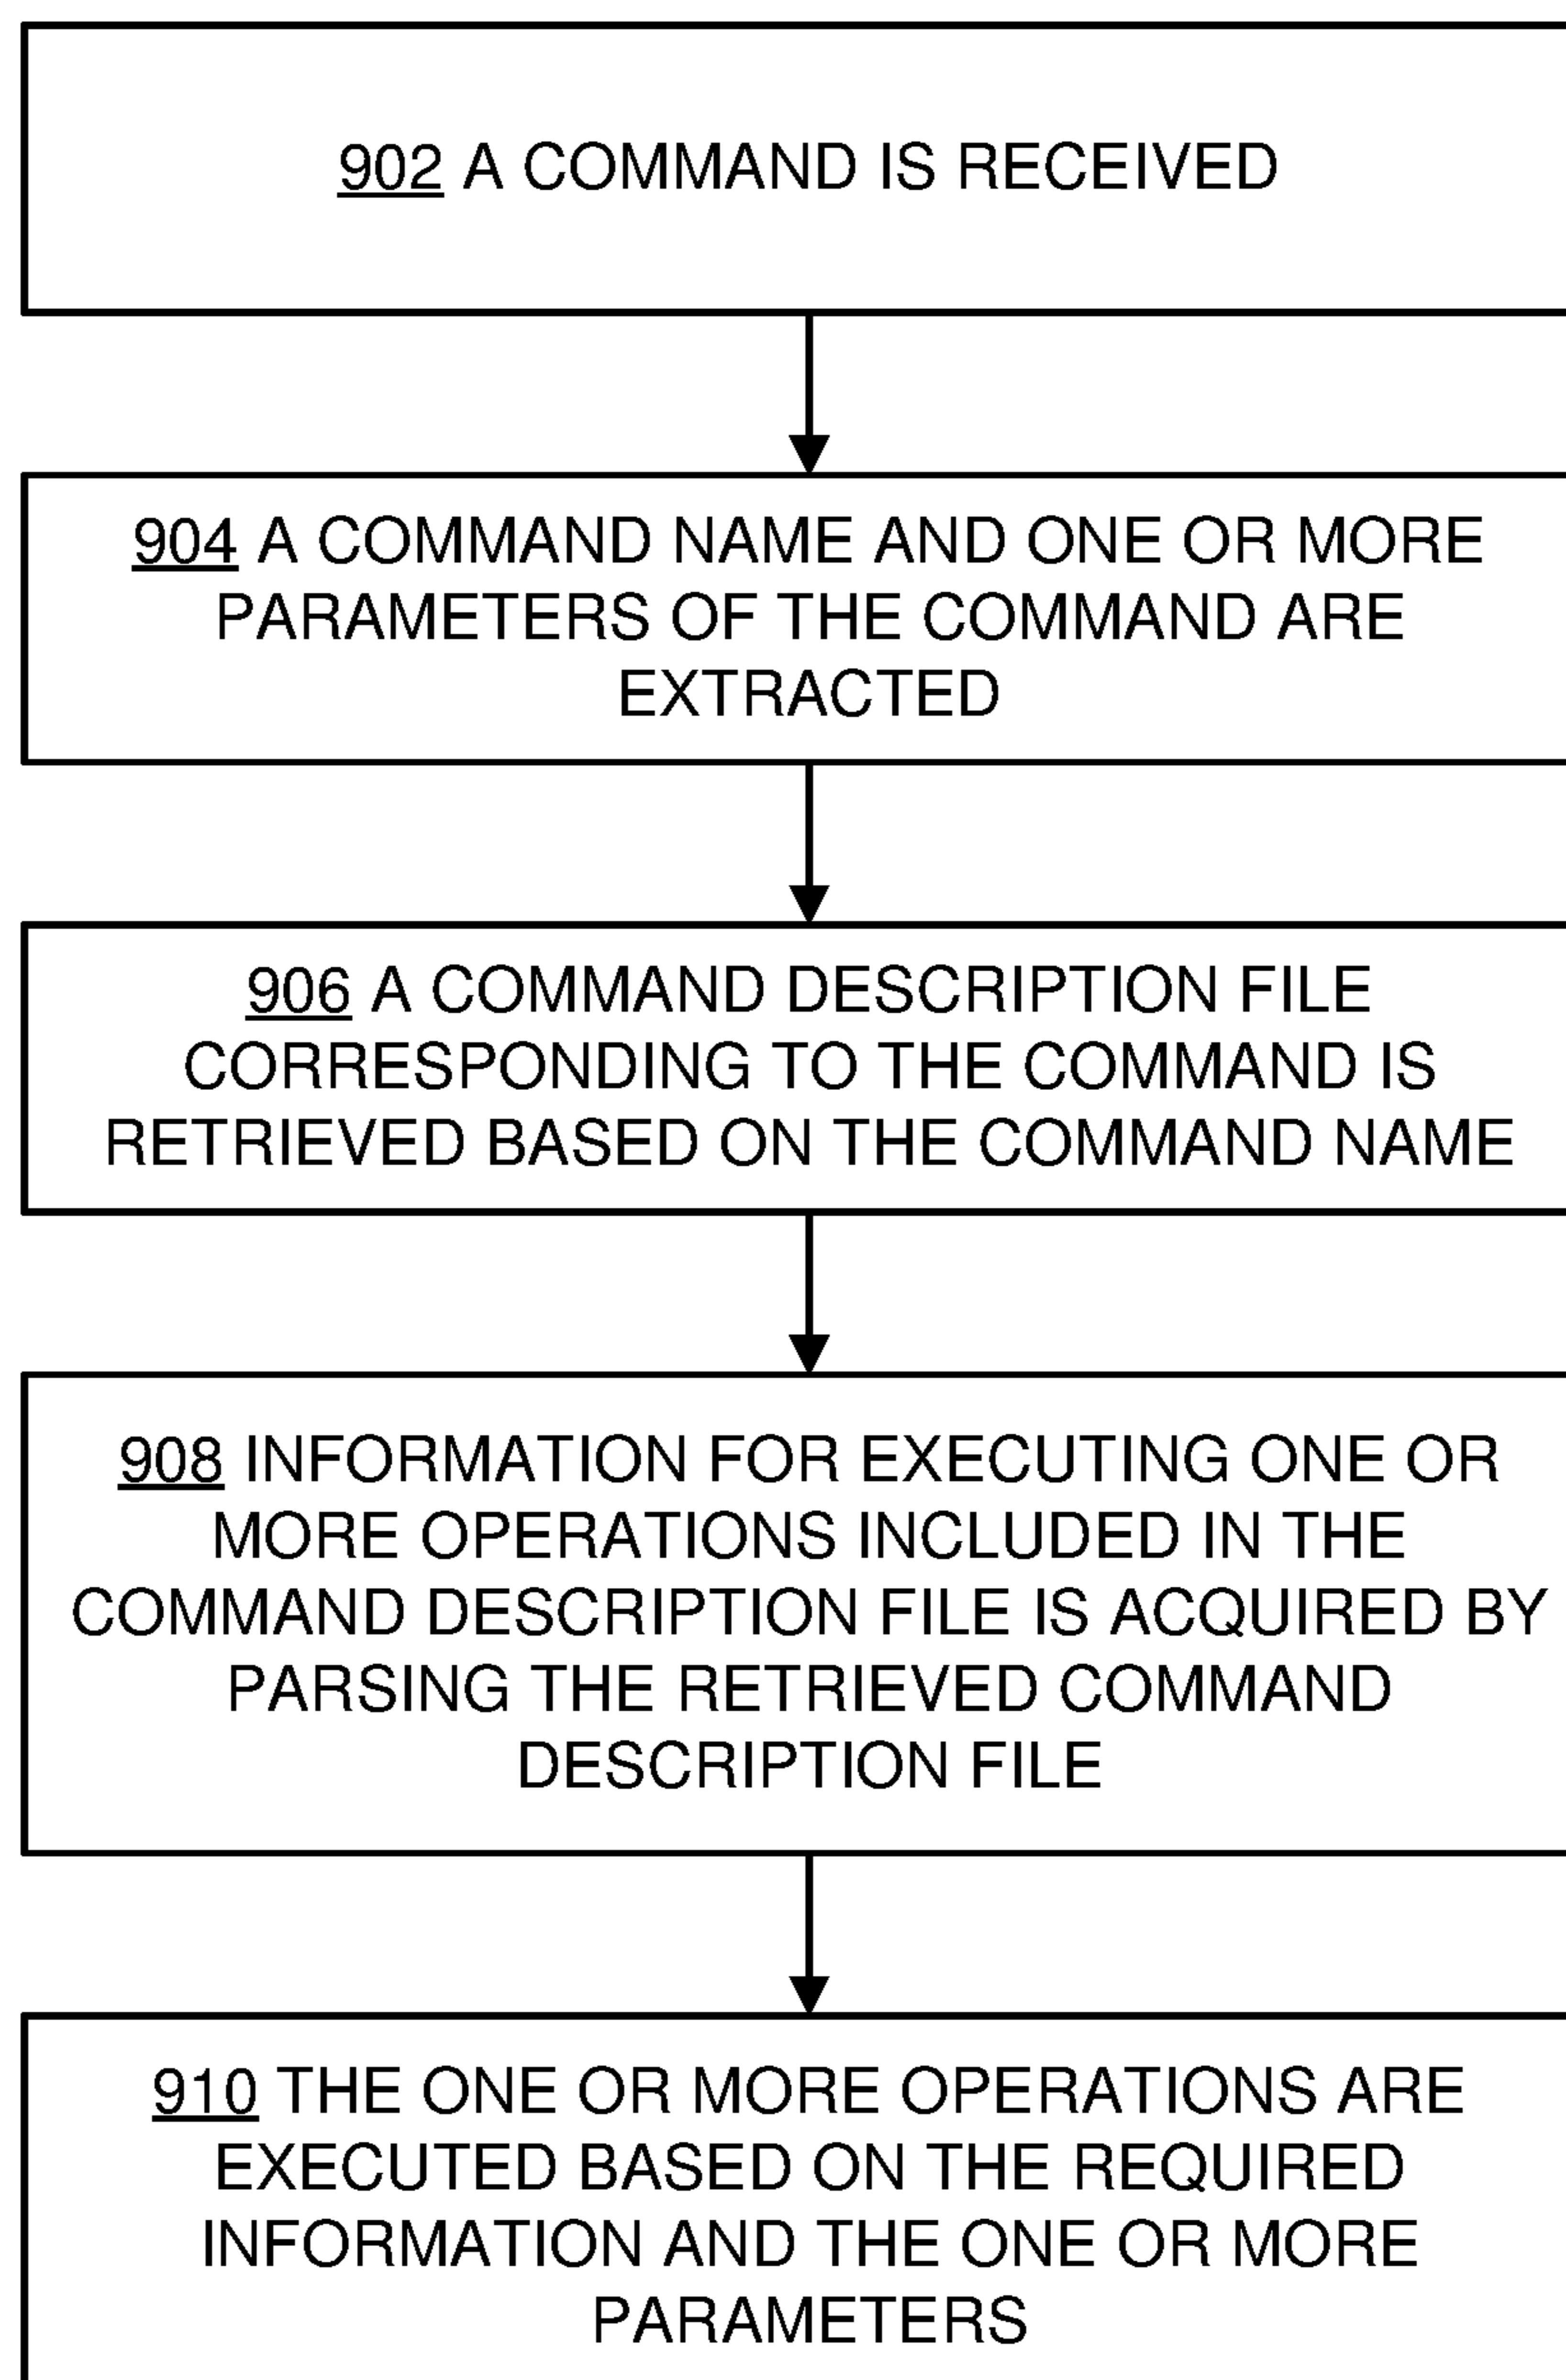 902 A COMMAND IS RECEIVED
904 A COMMAND NAME AND ONE OR MORE
PARAMETERS OF THE COMMAND ARE
EXTRACTED
906 A COMMAND DESCRIPTION FILE
CORRESPONDING TO THE COMMAND IS
RETRIEVED BASED ON THE COMMAND NAME
908 INFORMATION FOR EXECUTING ONE OR
MORE OPERATIONS INCLUDED IN THE
COMMAND DESCRIPTION FILE IS ACQUIRED BY
PARSING THE RETRIEVED COMMAND
DESCRIPTION FILE
910 THE ONE OR MORE OPERATIONS ARE
EXECUTED BASED ON THE REQUIRED
INFORMATION AND THE ONE OR MORE
PARAMETERS